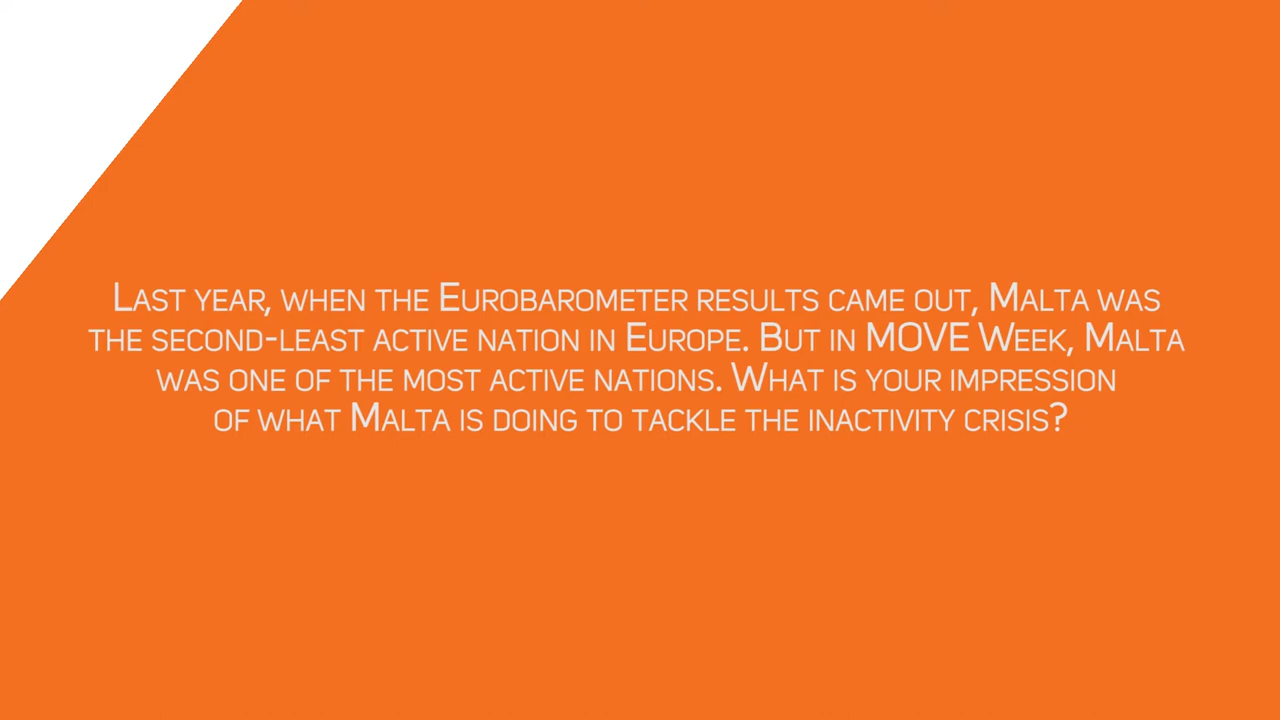 Last year, when the Eurobarometer results came out, Malta was
the second-least active nation in Europe. But in MOVE Week, Malta
was one of the most active nations. What is your impression
of what Malta is doing to tackle the inactivity crisis?